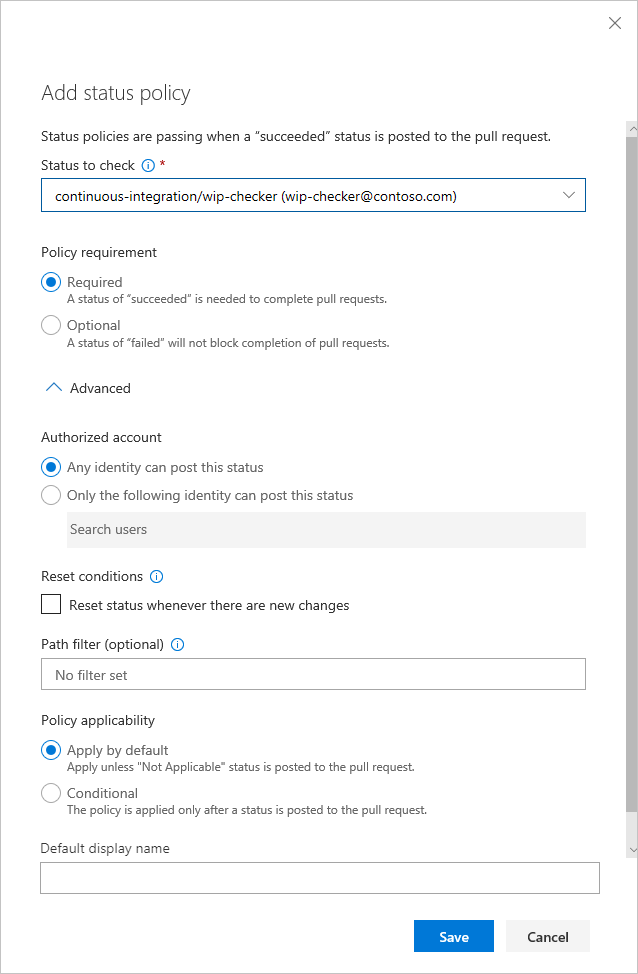 Add status policy
Status policies are passing when a “succeeded” status is posted to the pull request.
Status to check *
continuous-integration/wip-checker (wip-checker@contoso.com)
Policy requirement
Required
A status of “succeeded” is needed to complete pull requests.
Optional
A status of “failed” will not block completion of pull requests.
Advanced
Authorized account
Any identity can post this status
Only the following identity can post this status
Search users
Reset conditions
Reset status whenever there are new changes
Path filter (optional)
No filter set
Policy applicability
Apply by default
Apply unless "Not Applicable" status is posted to the pull request.
Conditional
The policy is applied only after a status is posted to the pull request.
Default display name
Save
Cancel